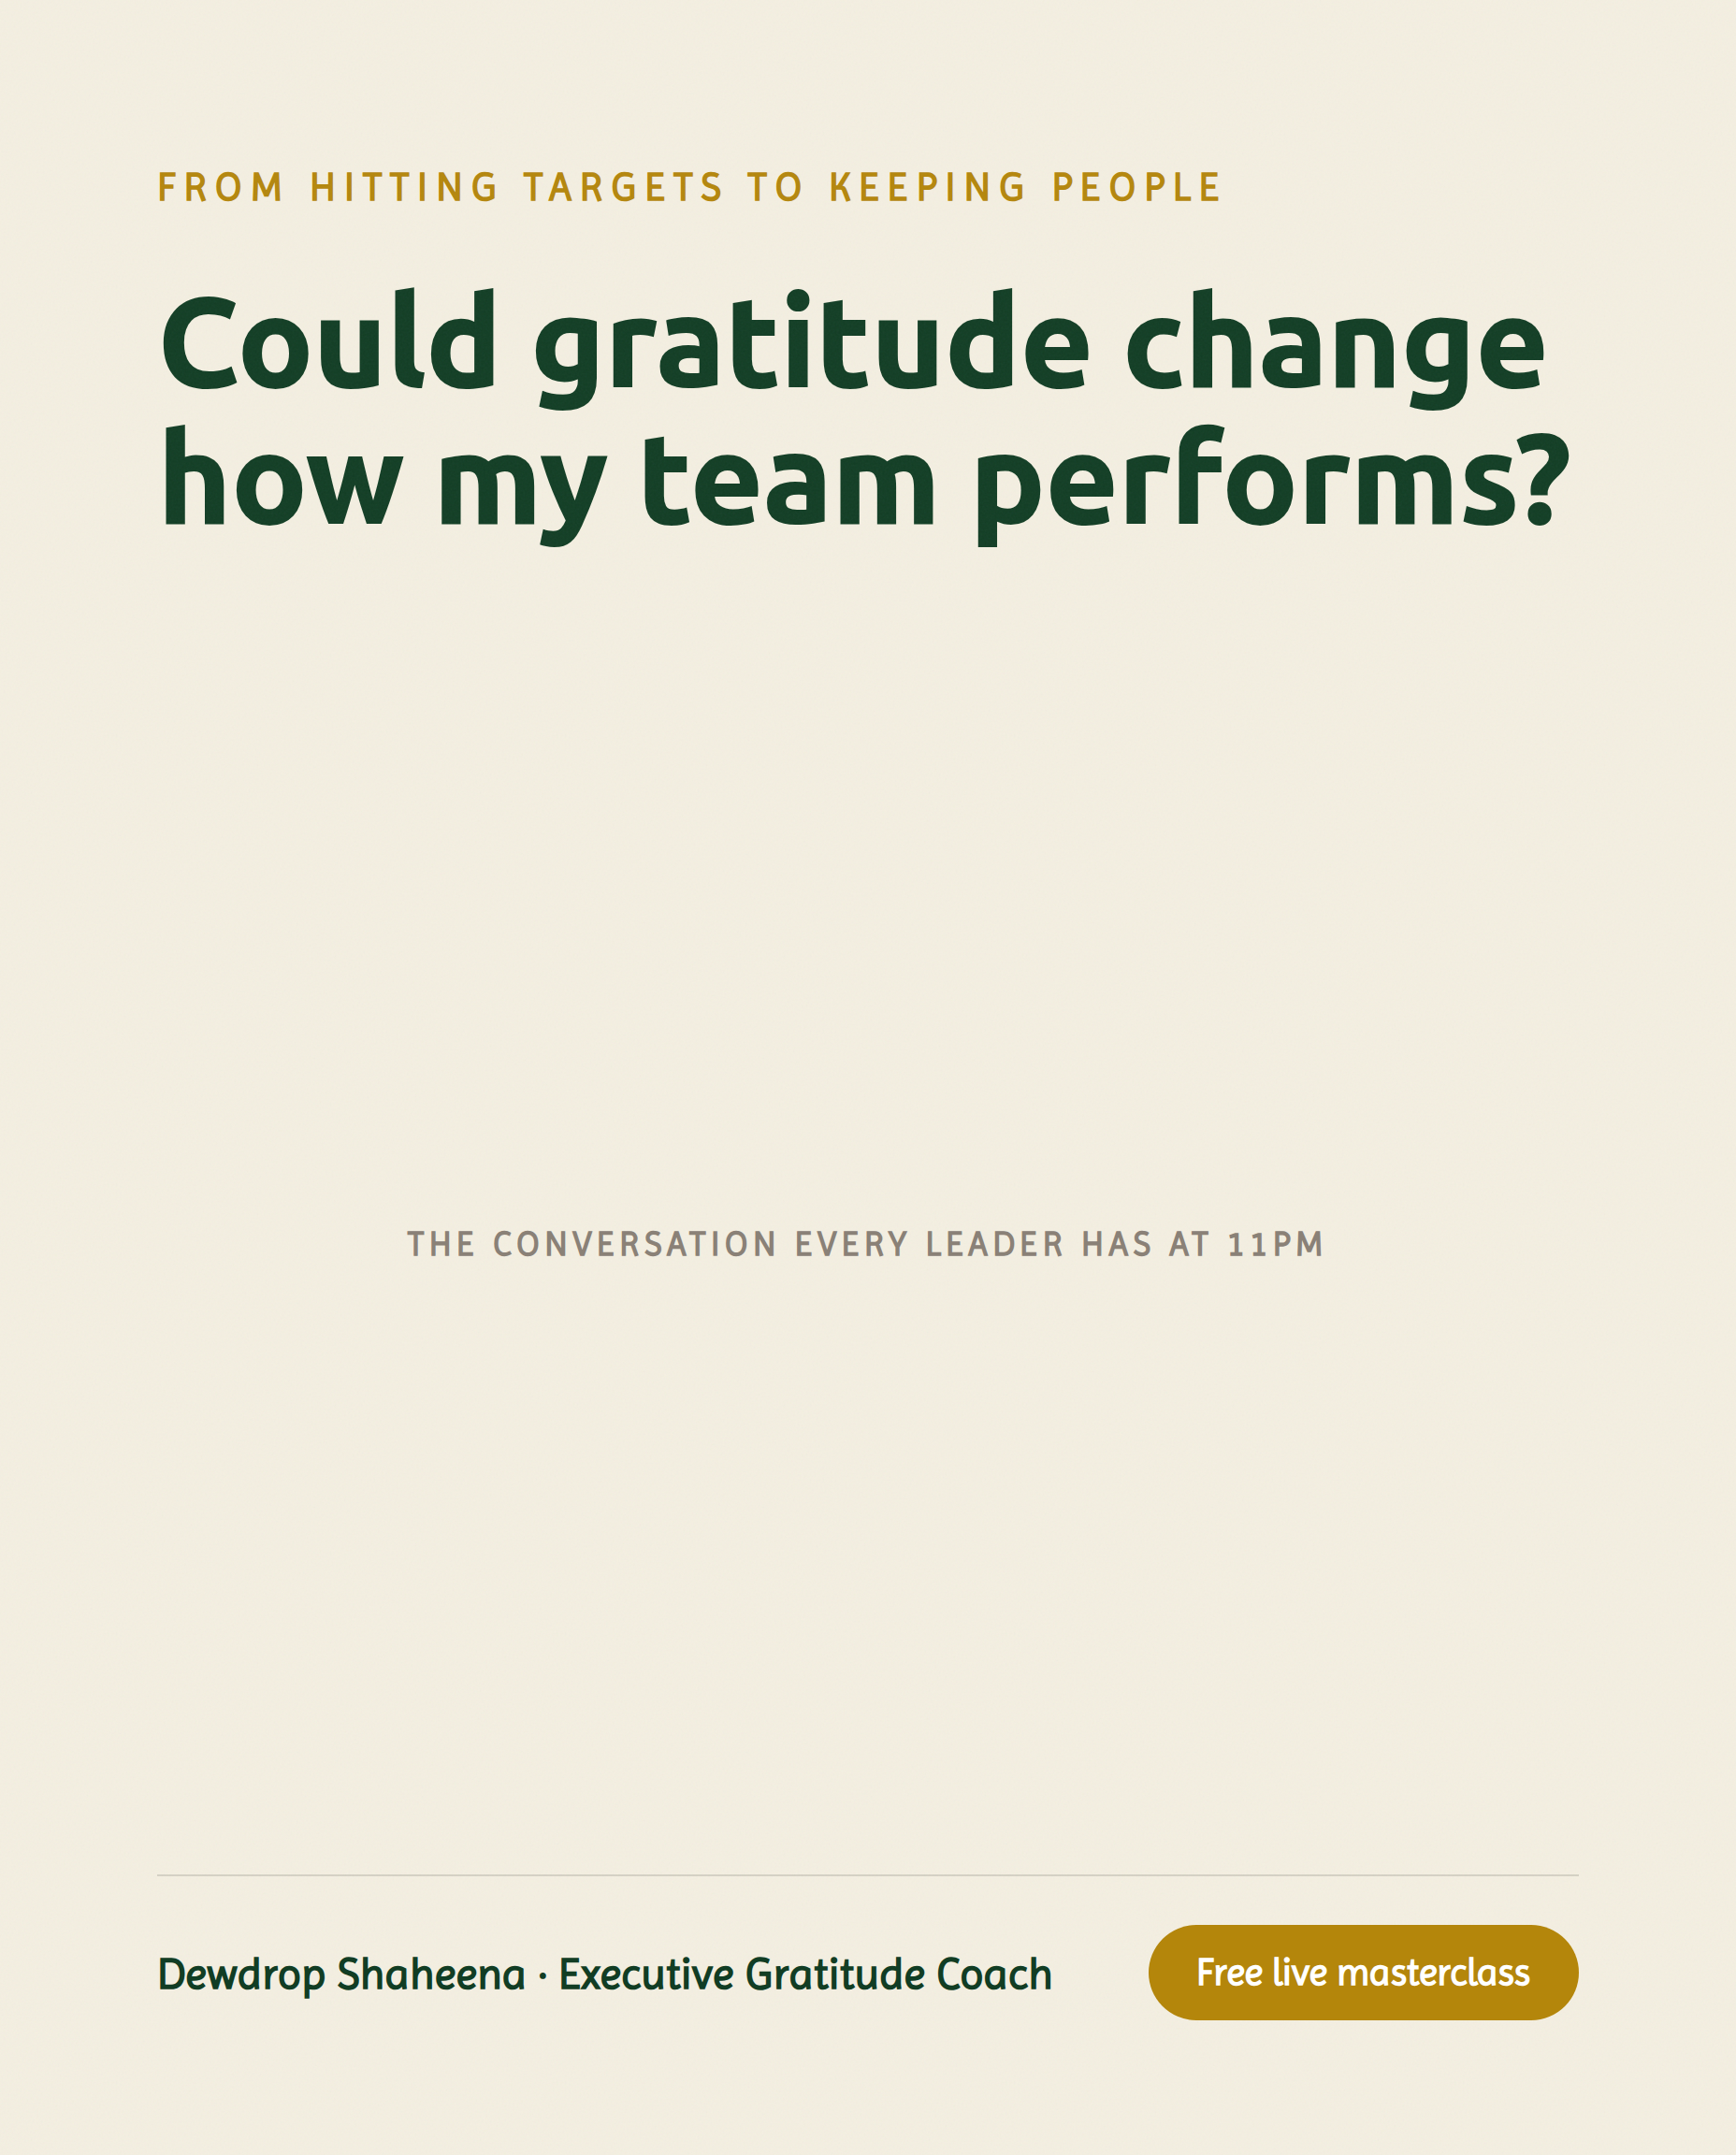 FROM HITTING TARGETS TO KEEPING PEOPLE
Could gratitude change
how my team performs?
THE CONVERSATION EVERY LEADER HAS AT 11PM
Dewdrop Shaheena · Executive Gratitude Coach
Free live masterclass